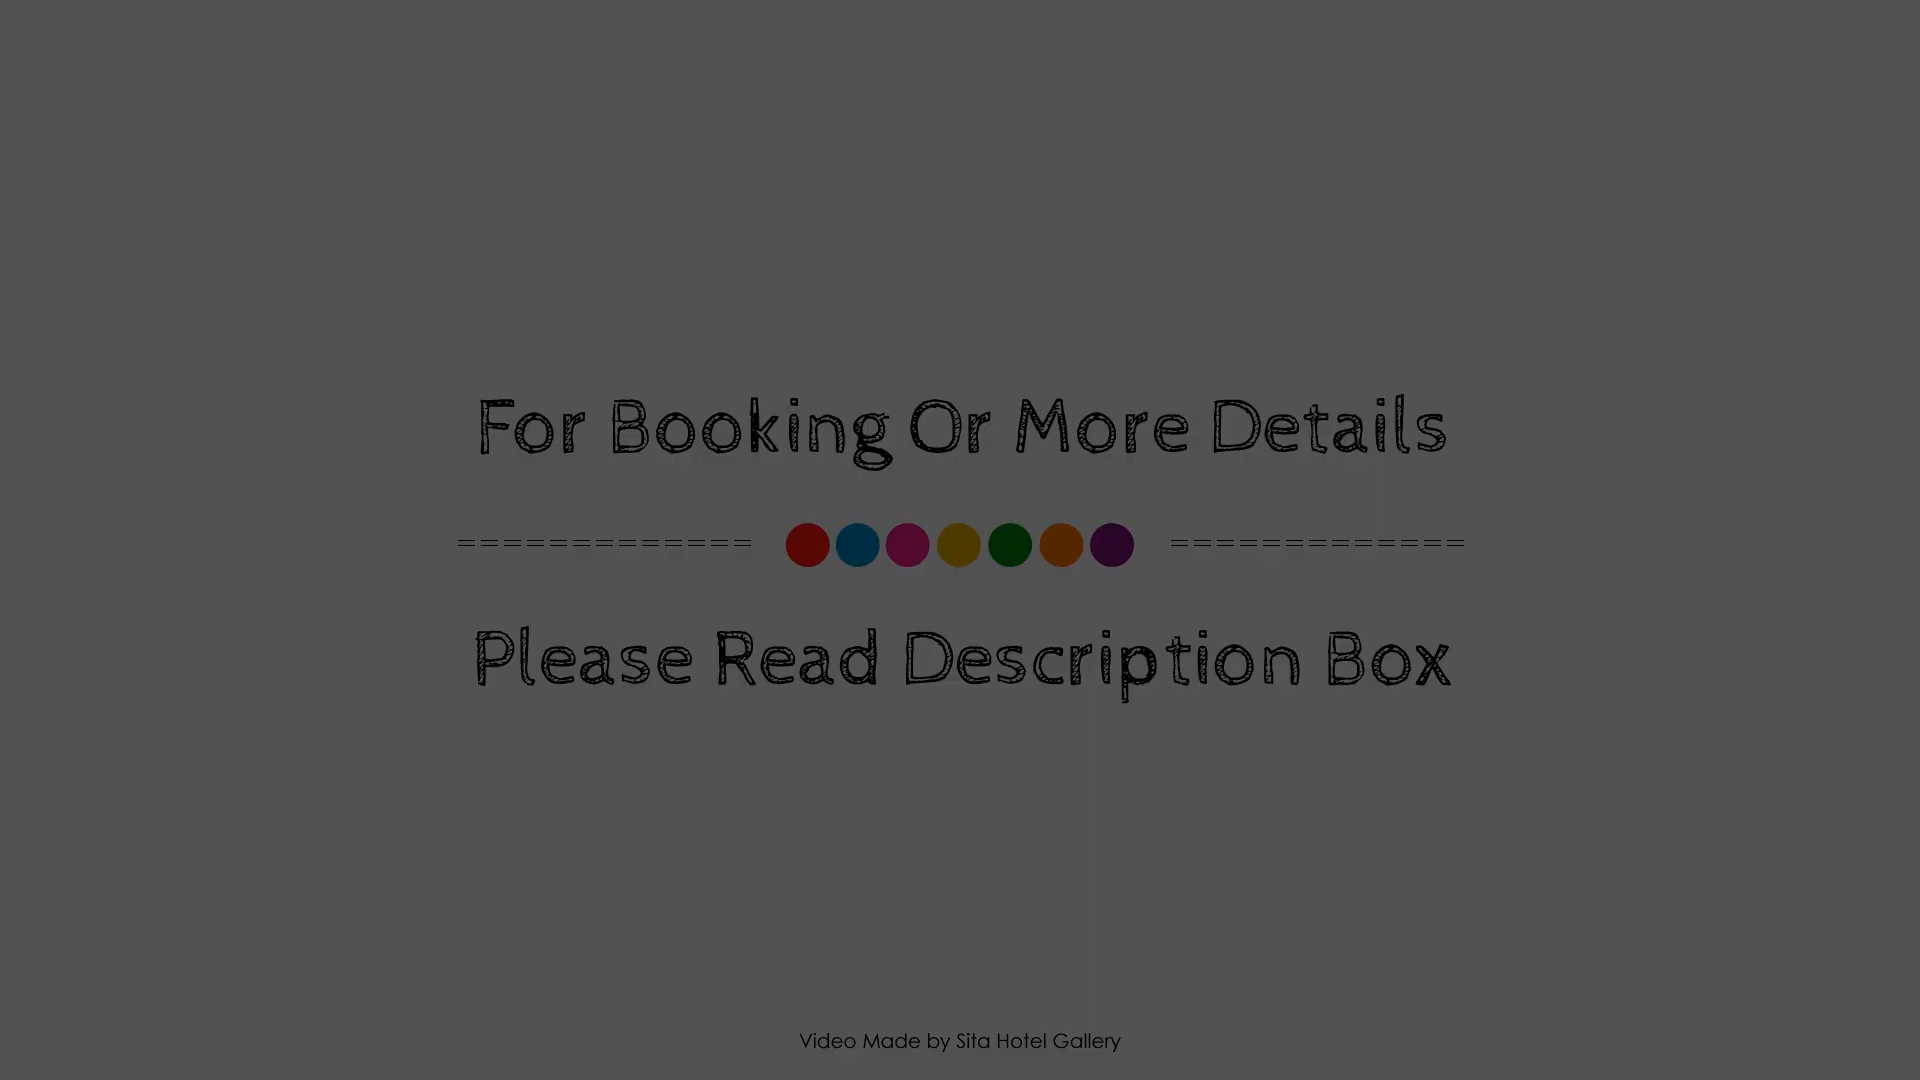 For Booking Or More Details
============= =============
Please Read Description Box
Video Made by Sita Hotel Gallery